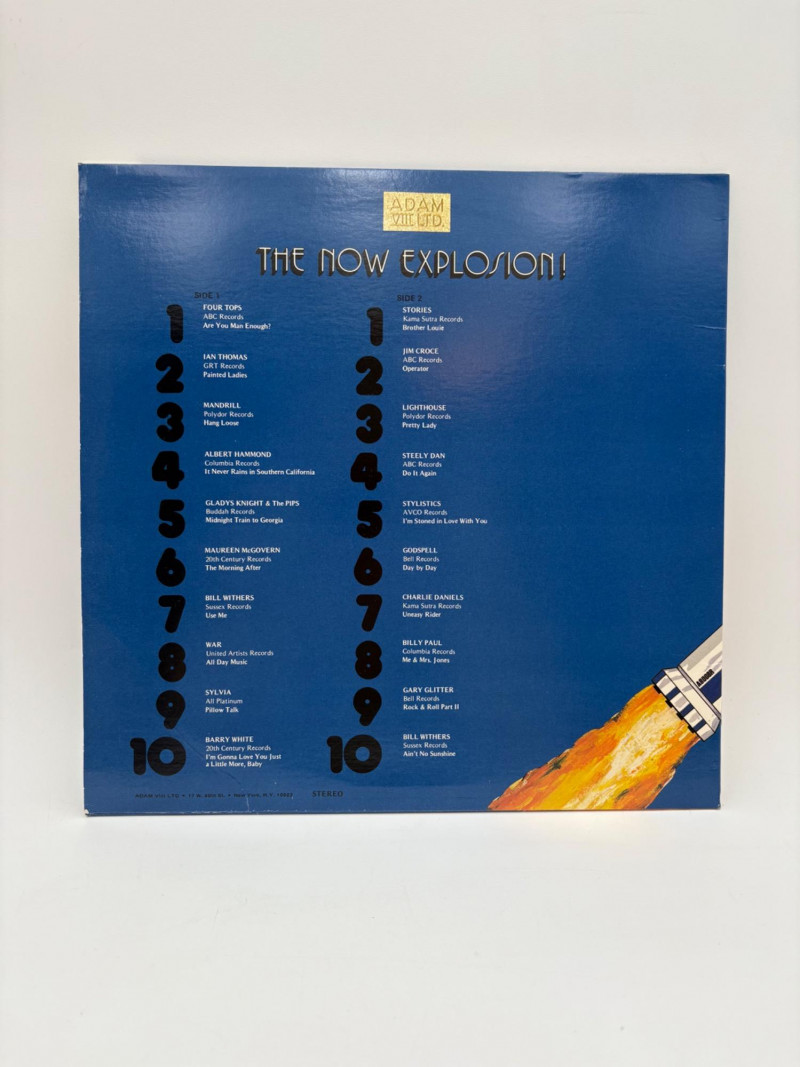 ADAM
VIII LTD.
THE NOW EXPLOSION!
SIDE 1
1
FOUR TOPS
ABC Records
Are You Man Enough?
2
IAN THOMAS
GRT Records
Painted Ladies
3
MANDRILL
Polydor Records
Hang Loose
4
ALBERT HAMMOND
Columbia Records
It Never Rains in Southern California
5
GLADYS KNIGHT & The PIPS
Buddah Records
Midnight Train to Georgia
6
MAUREEN McGOVERN
20th Century Records
The Morning After
7
BILL WITHERS
Sussex Records
Use Me
8
WAR
United Artists Records
All Day Music
9
SYLVIA
All Platinum
Pillow Talk
10
BARRY WHITE
20th Century Records
I'm Gonna Love You Just
a Little More, Baby
SIDE 2
1
STORIES
Kama Sutra Records
Brother Louie
2
JIM CROCE
ABC Records
Operator
3
LIGHTHOUSE
Polydor Records
Pretty Lady
4
STEELY DAN
ABC Records
Do It Again
5
STYLISTICS
AVCO Records
I'm Stoned in Love With You
6
GODSPELL
Bell Records
Day by Day
7
CHARLIE DANIELS
Kama Sutra Records
Uneasy Rider
8
BILLY PAUL
Columbia Records
Me & Mrs. Jones
9
GARY GLITTER
Bell Records
Rock & Roll Part II
10
BILL WITHERS
Sussex Records
Ain't No Sunshine
ADAM VIII LTD. • New York, N.Y. STEREO